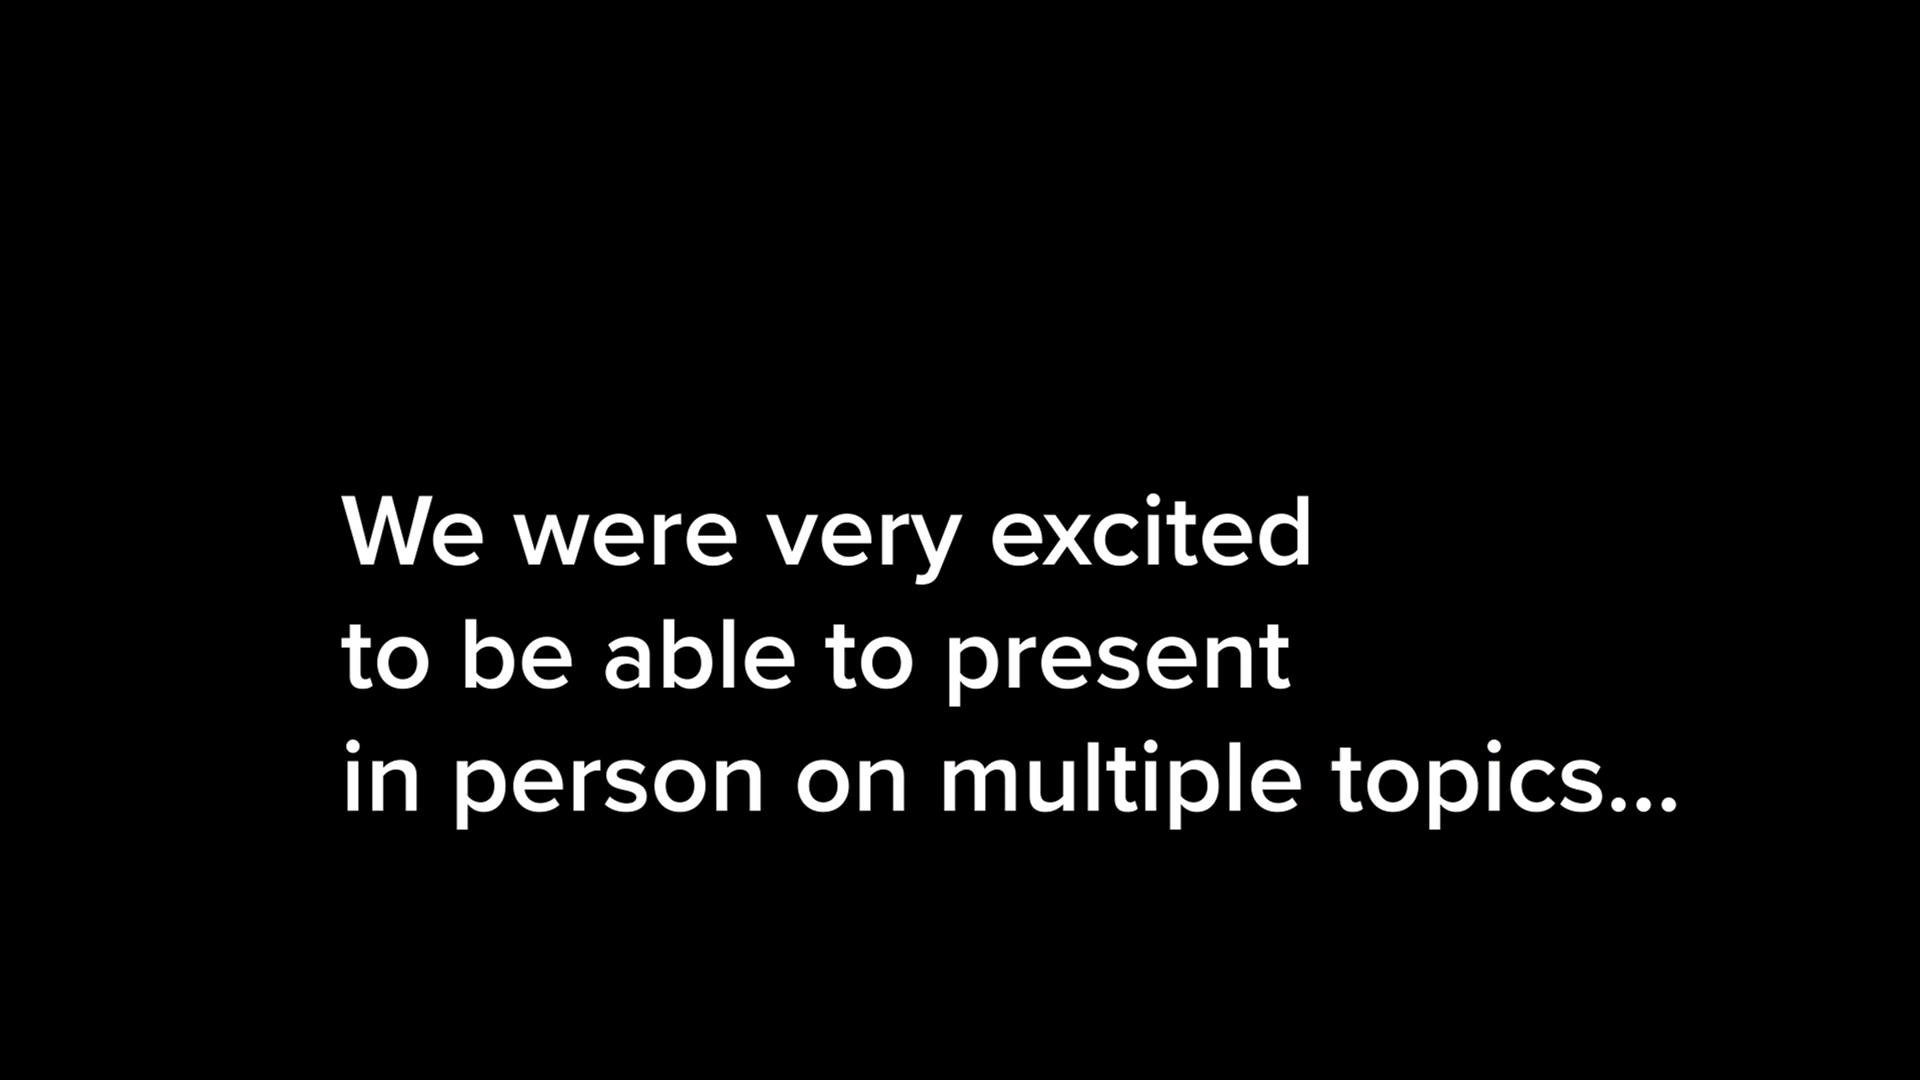 We were very excited
to be able to present
in person on multiple topics...